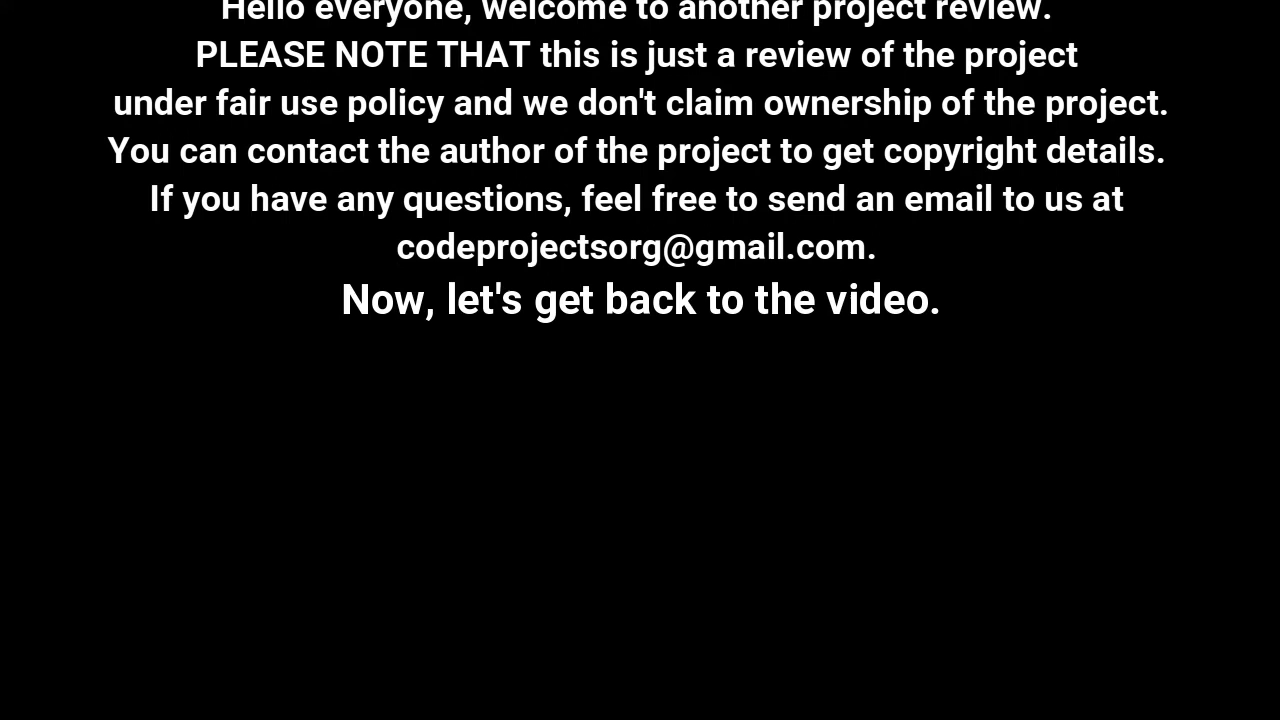 Hello everyone, welcome to another project review.
PLEASE NOTE THAT this is just a review of the project
under fair use policy and we don't claim ownership of the project.
You can contact the author of the project to get copyright details.
If you have any questions, feel free to send an email to us at
codeprojectsorg@gmail.com.
Now, let's get back to the video.